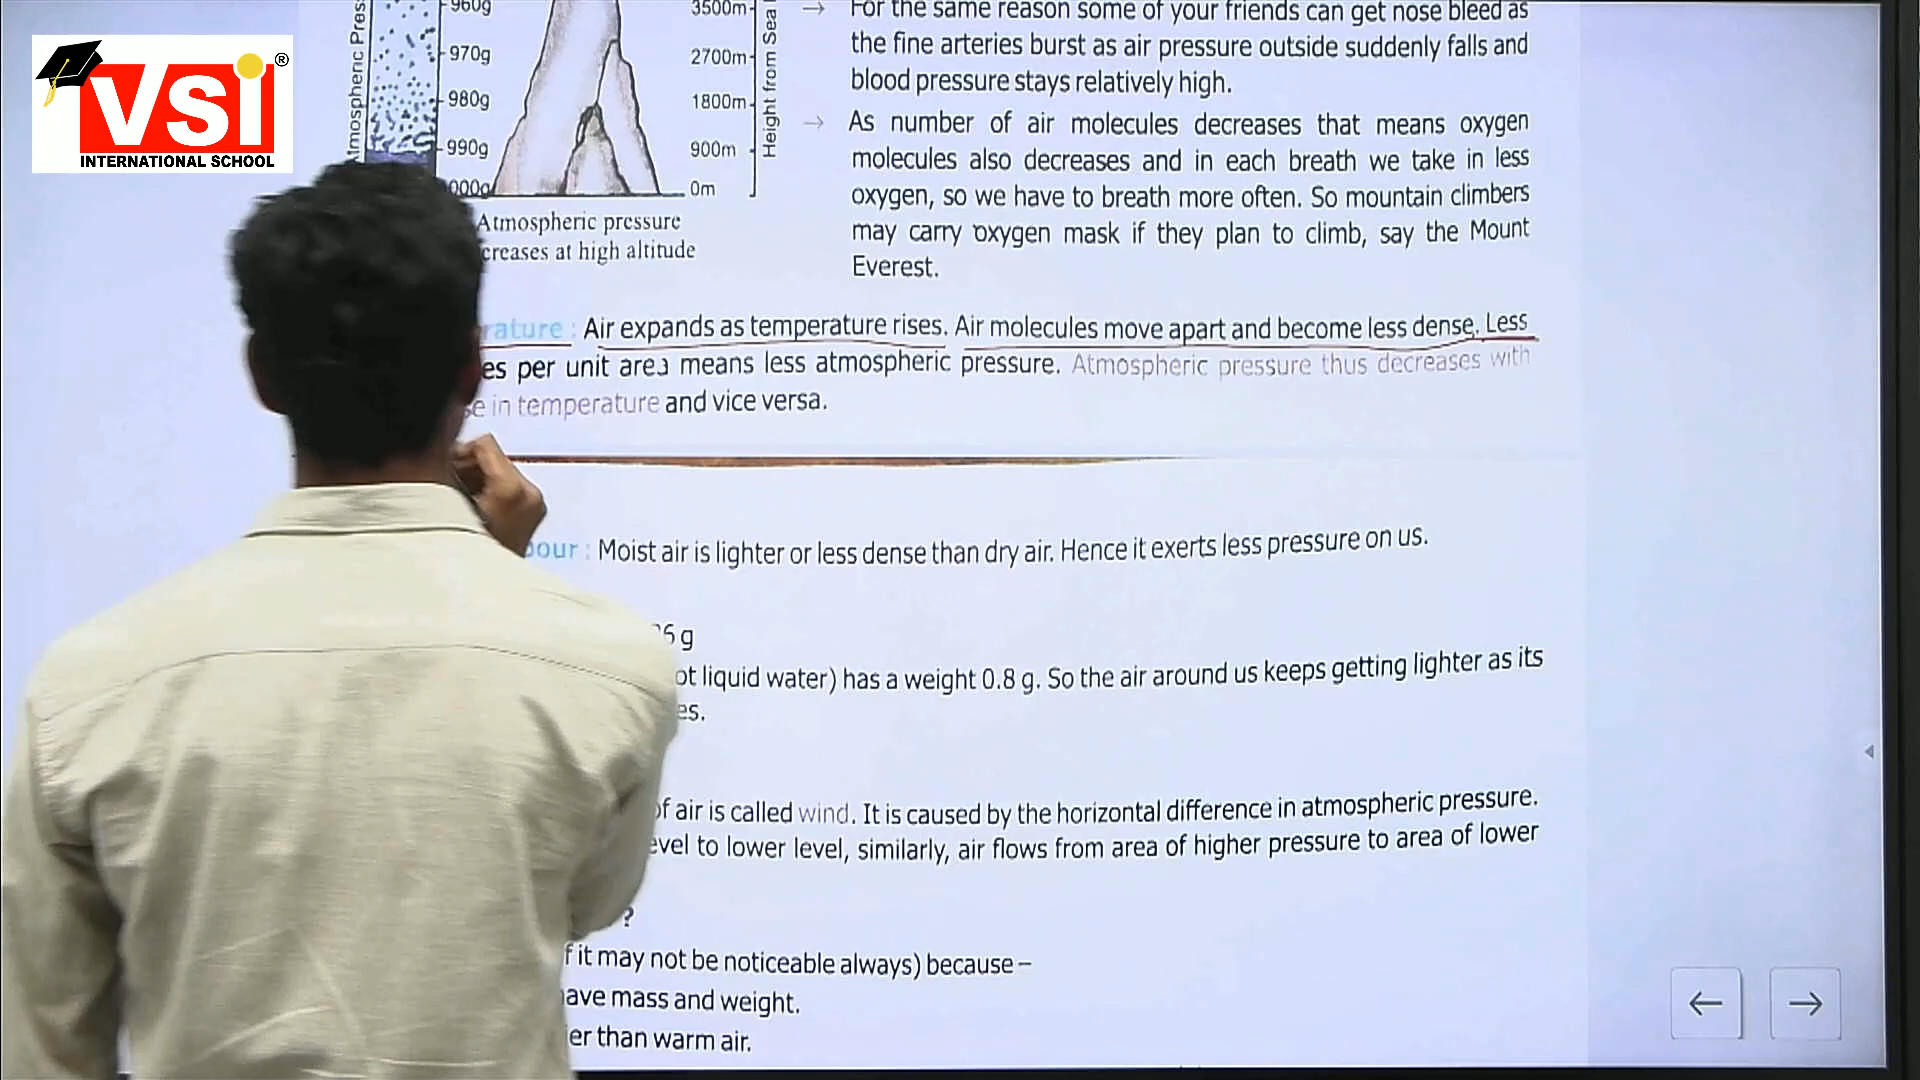 960g
3500m
970g
2700m
980g
1800m
990g
900m
000g
0m
Atmospheric Pres
Height from Sea
Atmospheric pressure
creases at high altitude
VSI
®
INTERNATIONAL SCHOOL
→ For the same reason some of your friends can get nose bleed as
the fine arteries burst as air pressure outside suddenly falls and
blood pressure stays relatively high.
→ As number of air molecules decreases that means oxygen
molecules also decreases and in each breath we take in less
oxygen, so we have to breath more often. So mountain climbers
may carry oxygen mask if they plan to climb, say the Mount
Everest.
rature : Air expands as temperature rises. Air molecules move apart and become less dense. Less
es per unit area means less atmospheric pressure. Atmospheric pressure thus decreases with
se in temperature and vice versa.
pour : Moist air is lighter or less dense than dry air. Hence it exerts less pressure on us.
6 g
ot liquid water) has a weight 0.8 g. So the air around us keeps getting lighter as its
es.
of air is called wind. It is caused by the horizontal difference in atmospheric pressure.
evel to lower level, similarly, air flows from area of higher pressure to area of lower
?
f it may not be noticeable always) because –
ave mass and weight.
ier than warm air.